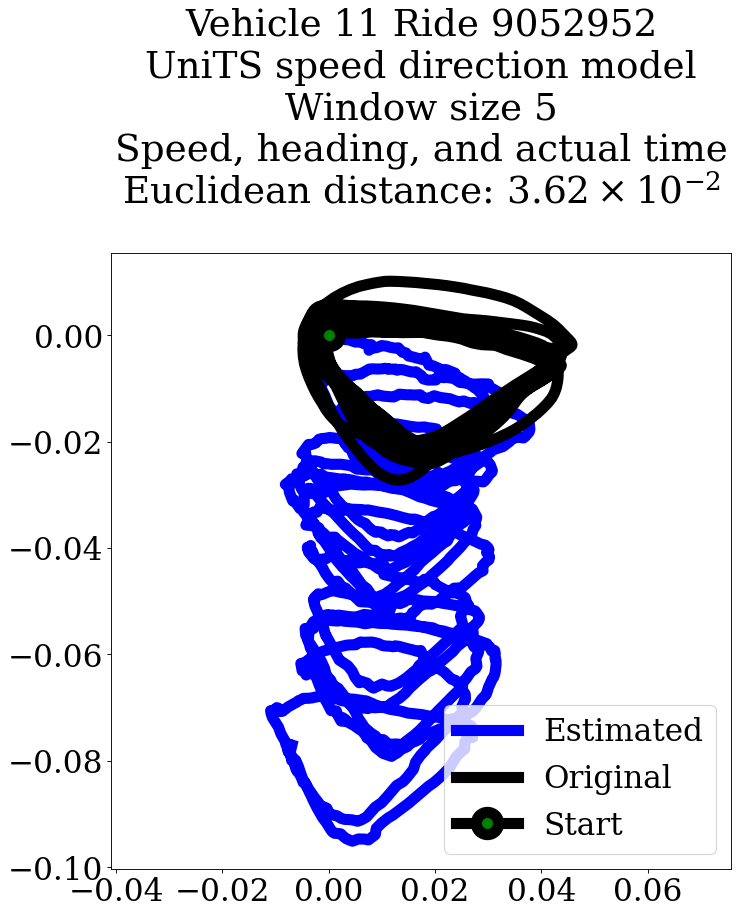 Vehicle 11 Ride 9052952
UniTS speed direction model
Window size 5
Speed, heading, and actual time
Euclidean distance: 3.62 × 10⁻²
0.00
−0.02
−0.04
−0.06
−0.08
−0.10
Estimated
Original
Start
−0.04 −0.02 0.00 0.02 0.04 0.06